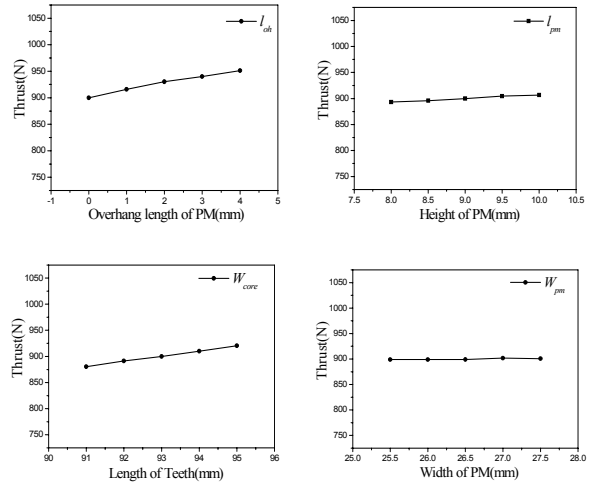 1050
1000
950
900
850
800
750
Thrust(N)
l_oh
-1 0 1 2 3 4 5
Overhang length of PM(mm)
1050
1000
950
900
850
800
750
Thrust(N)
l_pm
7.5 8.0 8.5 9.0 9.5 10.0 10.5
Height of PM(mm)
1050
1000
950
900
850
800
750
Thrust(N)
W_core
90 91 92 93 94 95 96
Length of Teeth(mm)
1050
1000
950
900
850
800
750
Thrust(N)
W_pm
25.0 25.5 26.0 26.5 27.0 27.5 28.0
Width of PM(mm)